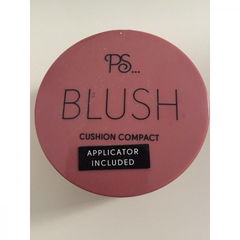 PS...
BLUSH
CUSHION COMPACT
APPLICATOR
INCLUDED